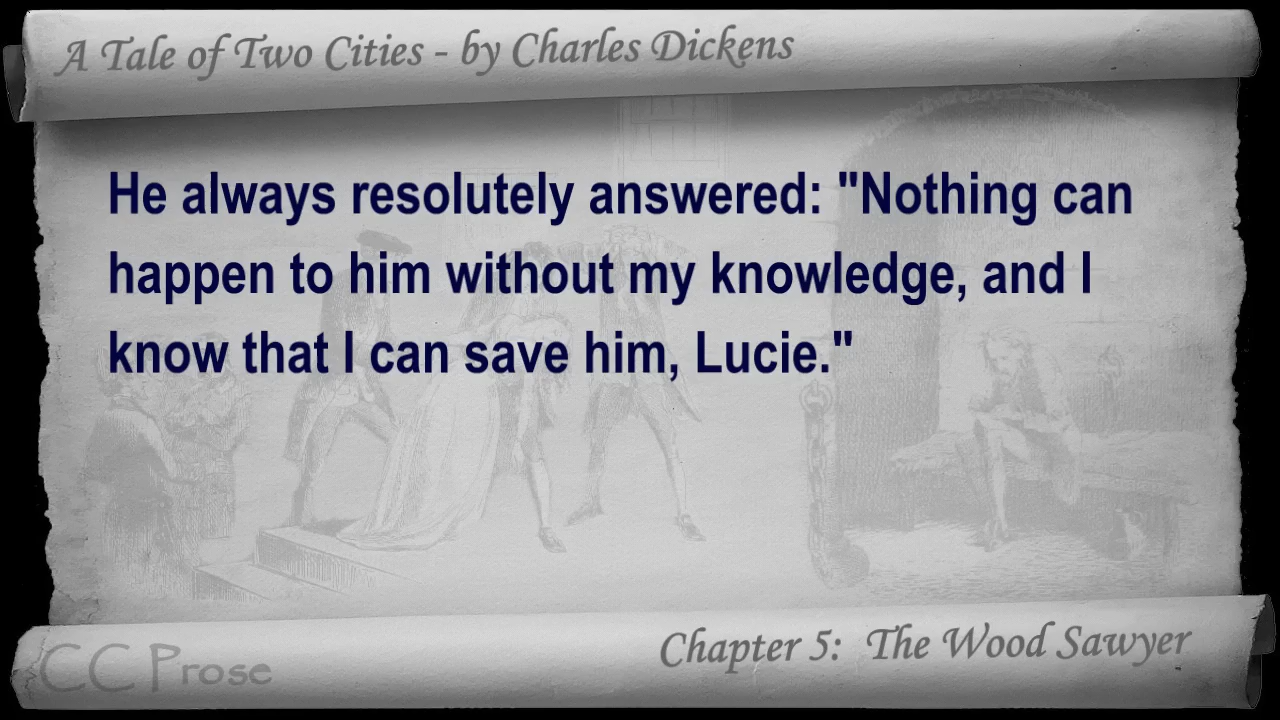 A Tale of Two Cities - by Charles Dickens
He always resolutely answered: "Nothing can
happen to him without my knowledge, and I
know that I can save him, Lucie."
Chapter 5: The Wood Sawyer
CC Prose